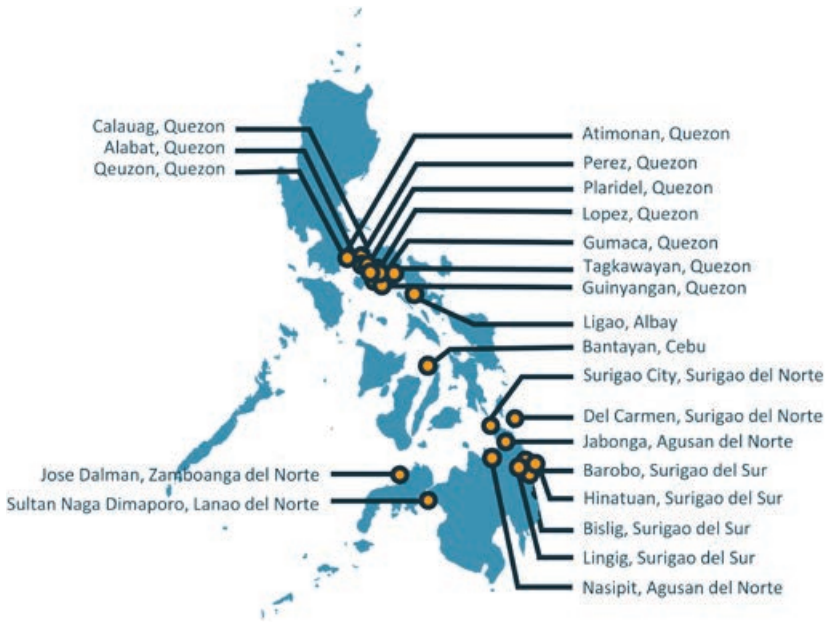 Calauag, Quezon
Alabat, Quezon
Qeuzon, Quezon
Atimonan, Quezon
Perez, Quezon
Plaridel, Quezon
Lopez, Quezon
Gumaca, Quezon
Tagkawayan, Quezon
Guinyangan, Quezon
Ligao, Albay
Bantayan, Cebu
Surigao City, Surigao del Norte
Del Carmen, Surigao del Norte
Jabonga, Agusan del Norte
Barobo, Surigao del Sur
Hinatuan, Surigao del Sur
Bislig, Surigao del Sur
Lingig, Surigao del Sur
Nasipit, Agusan del Norte
Jose Dalman, Zamboanga del Norte
Sultan Naga Dimaporo, Lanao del Norte